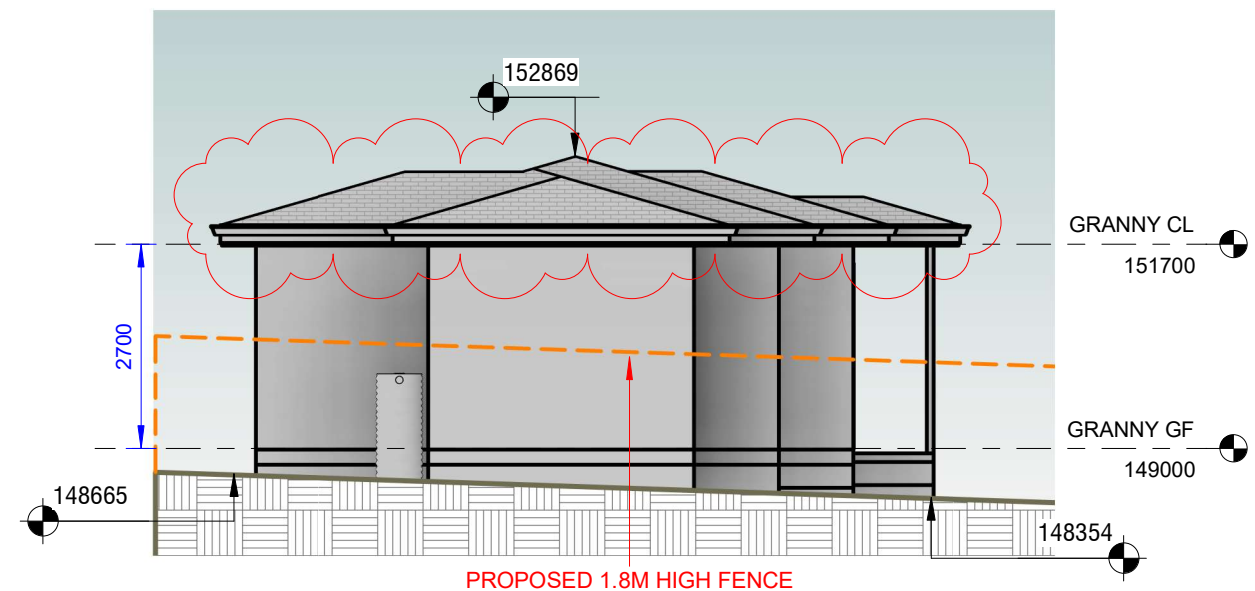 152869
GRANNY CL
151700
2700
GRANNY GF
149000
148665
148354
PROPOSED 1.8M HIGH FENCE